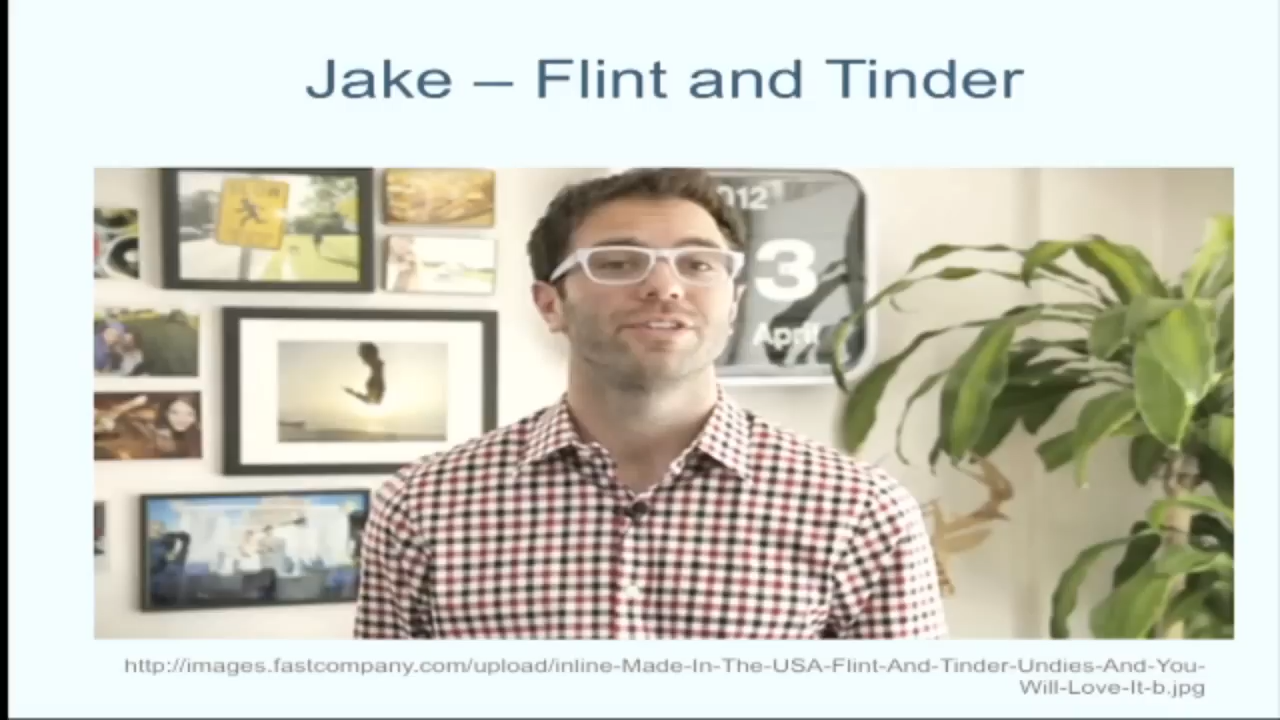 Jake – Flint and Tinder
012
3
April
http://images.fastcompany.com/upload/inline-Made-In-The-USA-Flint-And-Tinder-Undies-And-You-
Will-Love-It-b.jpg